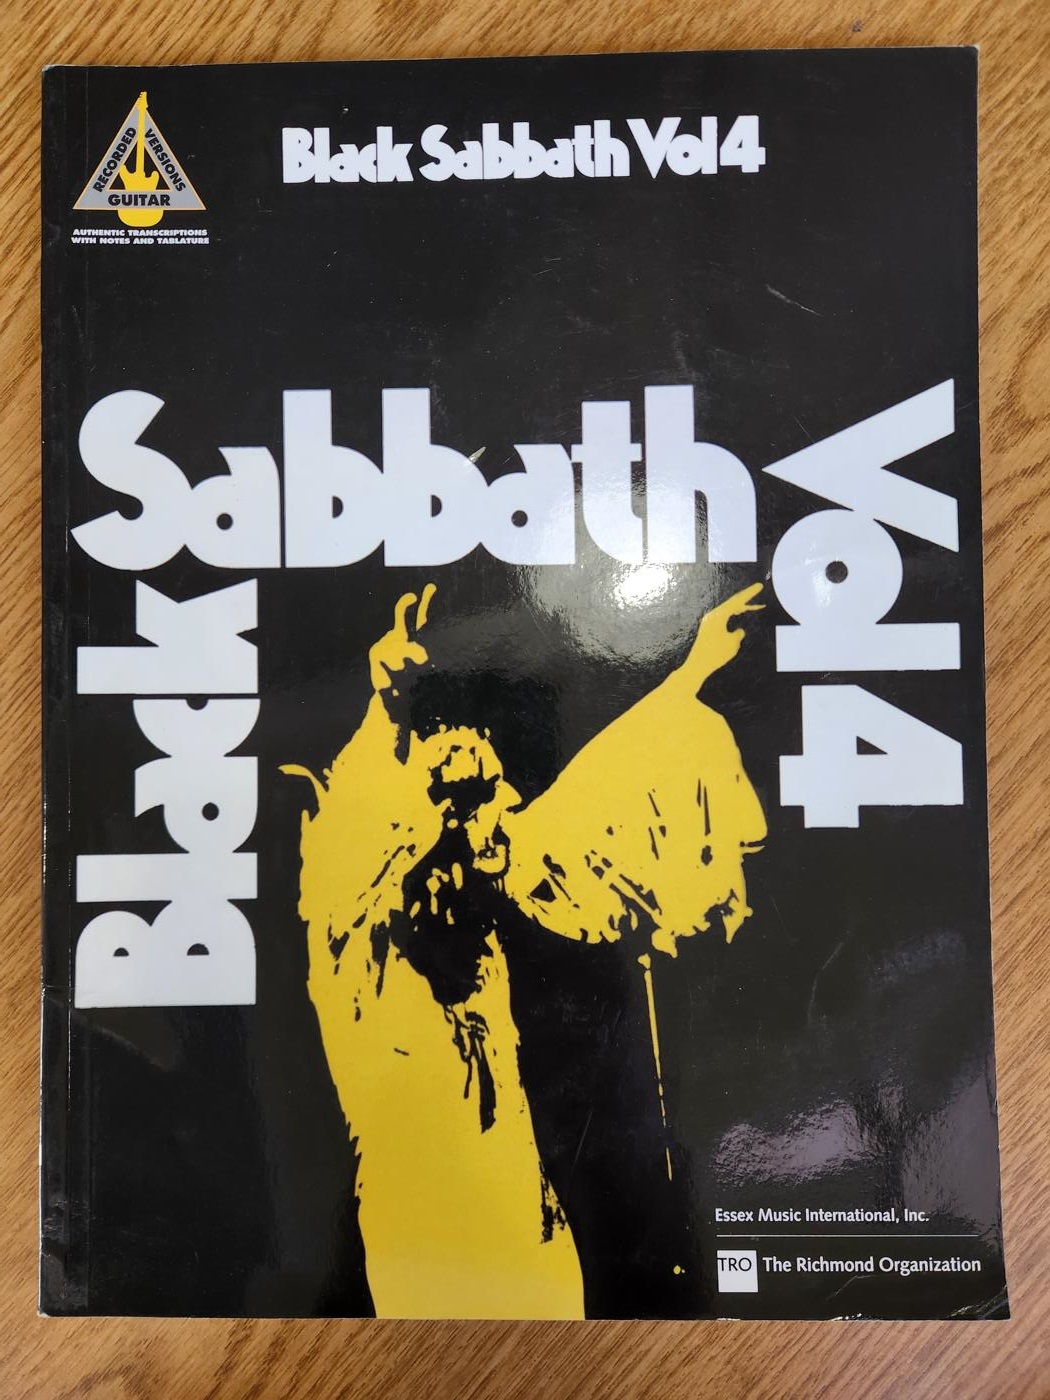 RECORDED VERSIONS
GUITAR
AUTHENTIC TRANSCRIPTIONS
WITH NOTES AND TABLATURE
Black Sabbath Vol 4
Black
Sabbath
Vol 4
Essex Music International, Inc.
TRO The Richmond Organization